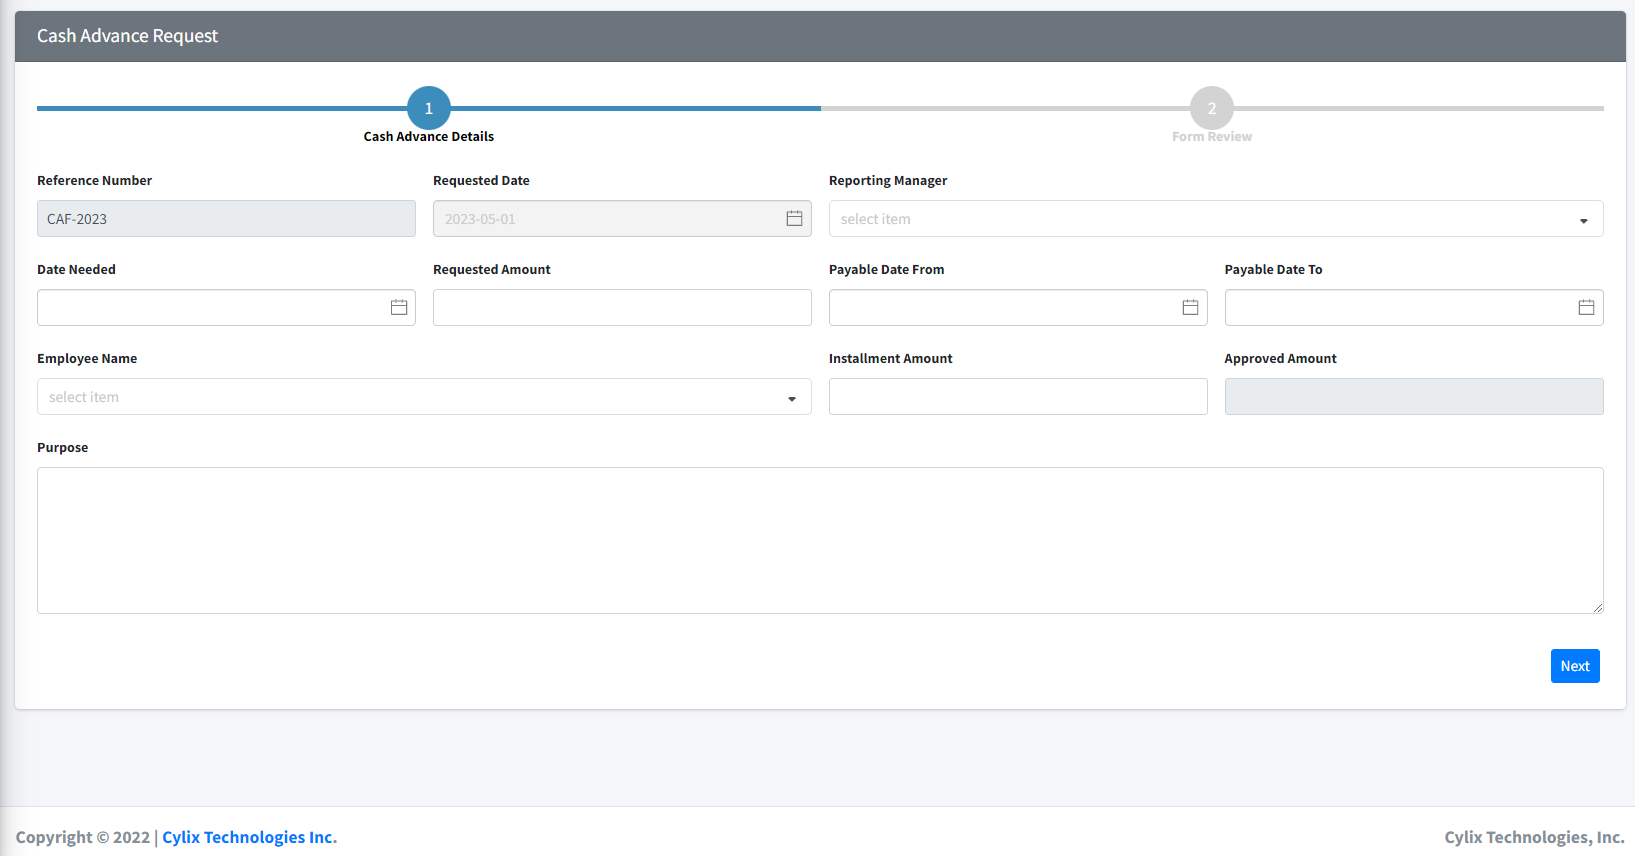 Cash Advance Request
1
2
Cash Advance Details
Form Review
Reference Number
Requested Date
Reporting Manager
CAF-2023
2023-05-01
select item
Date Needed
Requested Amount
Payable Date From
Payable Date To
Employee Name
Installment Amount
Approved Amount
select item
Purpose
Next
Copyright © 2022 | Cylix Technologies Inc.
Cylix Technologies, Inc.